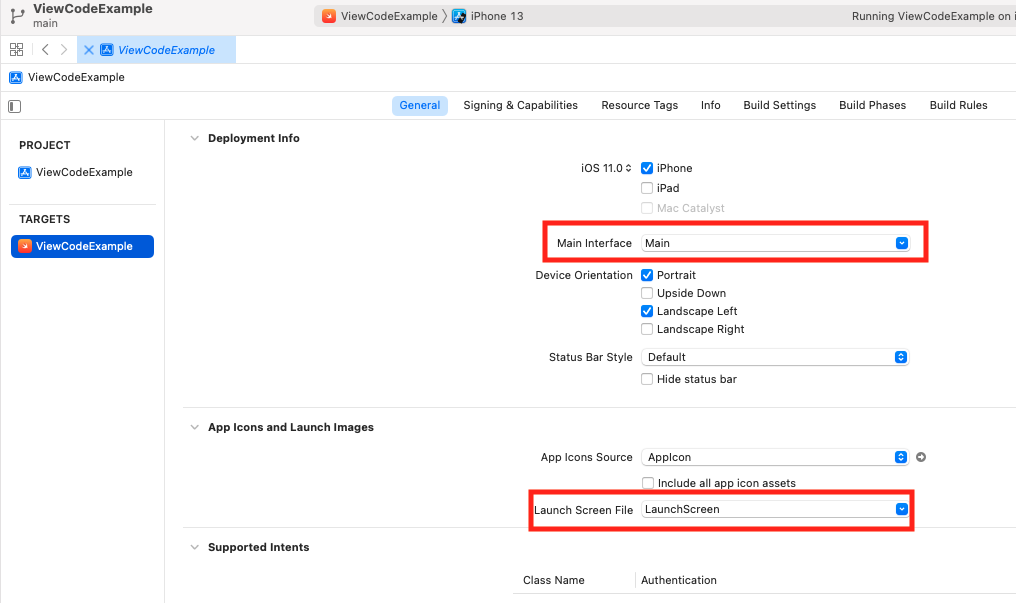 ViewCodeExample
main
ViewCodeExample
iPhone 13
Running ViewCodeExample on i
ViewCodeExample
ViewCodeExample
General
Signing & Capabilities
Resource Tags
Info
Build Settings
Build Phases
Build Rules
PROJECT
ViewCodeExample
TARGETS
ViewCodeExample
Deployment Info
iOS 11.0
iPhone
iPad
Mac Catalyst
Main Interface
Main
Device Orientation
Portrait
Upside Down
Landscape Left
Landscape Right
Status Bar Style
Default
Hide status bar
App Icons and Launch Images
App Icons Source
AppIcon
Include all app icon assets
Launch Screen File
LaunchScreen
Supported Intents
Class Name
Authentication